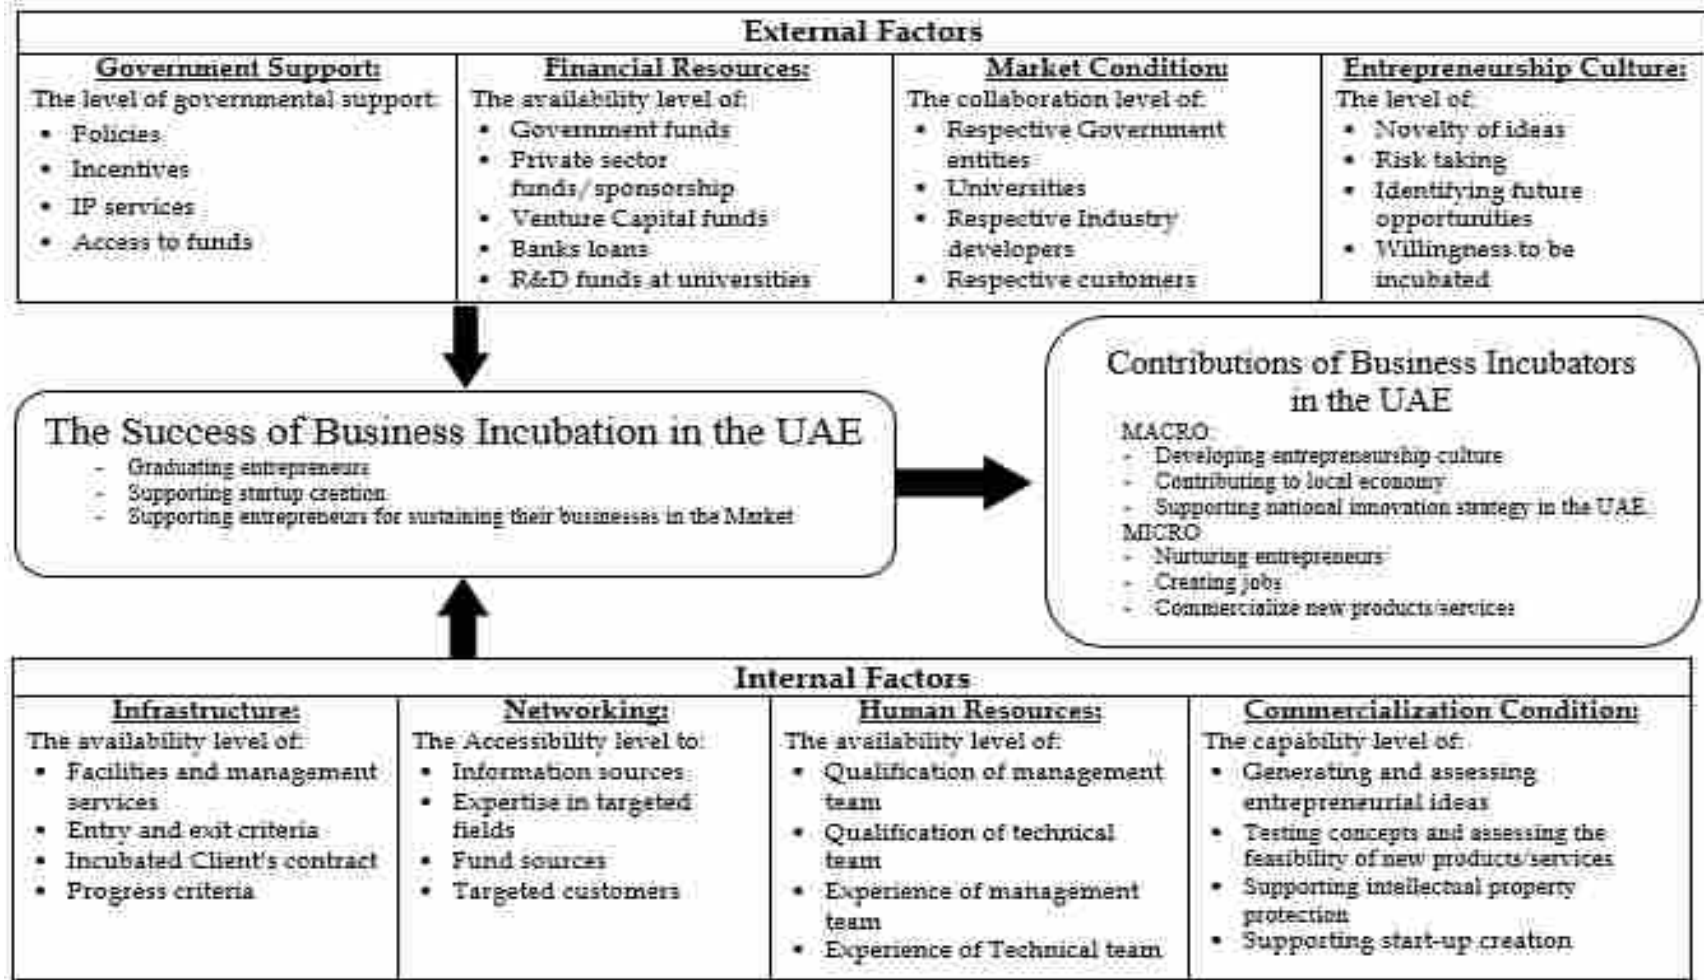 External Factors
Government Support:
The level of governmental support:
• Policies
• Incentives
• IP services
• Access to funds
Financial Resources:
The availability level of:
• Government funds
• Private sector
funds/sponsorship
• Venture Capital funds
• Banks loans
• R&D funds at universities
Market Condition:
The collaboration level of:
• Respective Government
entities
• Universities
• Respective Industry
developers
• Respective customers
Entrepreneurship Culture:
The level of:
• Novelty of ideas
• Risk taking
• Identifying future
opportunities
• Willingness to be
incubated
The Success of Business Incubation in the UAE
- Graduating entrepreneurs
- Supporting startup creation
- Supporting entrepreneurs for sustaining their businesses in the Market
Contributions of Business Incubators
in the UAE
MACRO:
- Developing entrepreneurship culture
- Contributing to local economy
- Supporting national innovation strategy in the UAE.
MICRO
- Nurturing entrepreneurs
- Creating jobs
- Commercialize new products/services
Internal Factors
Infrastructure:
The availability level of:
• Facilities and management
services
• Entry and exit criteria
• Incubated Client's contract
• Progress criteria
Networking:
The Accessibility level to:
• Information sources
• Expertise in targeted
fields
• Fund sources
• Targeted customers
Human Resources:
The availability level of:
• Qualification of management
team
• Qualification of technical
team
• Experience of management
team
• Experience of Technical team
Commercialization Condition:
The capability level of:
• Generating and assessing
entrepreneurial ideas
• Testing concepts and assessing the
feasibility of new products/services
• Supporting intellectual property
protection
• Supporting start-up creation